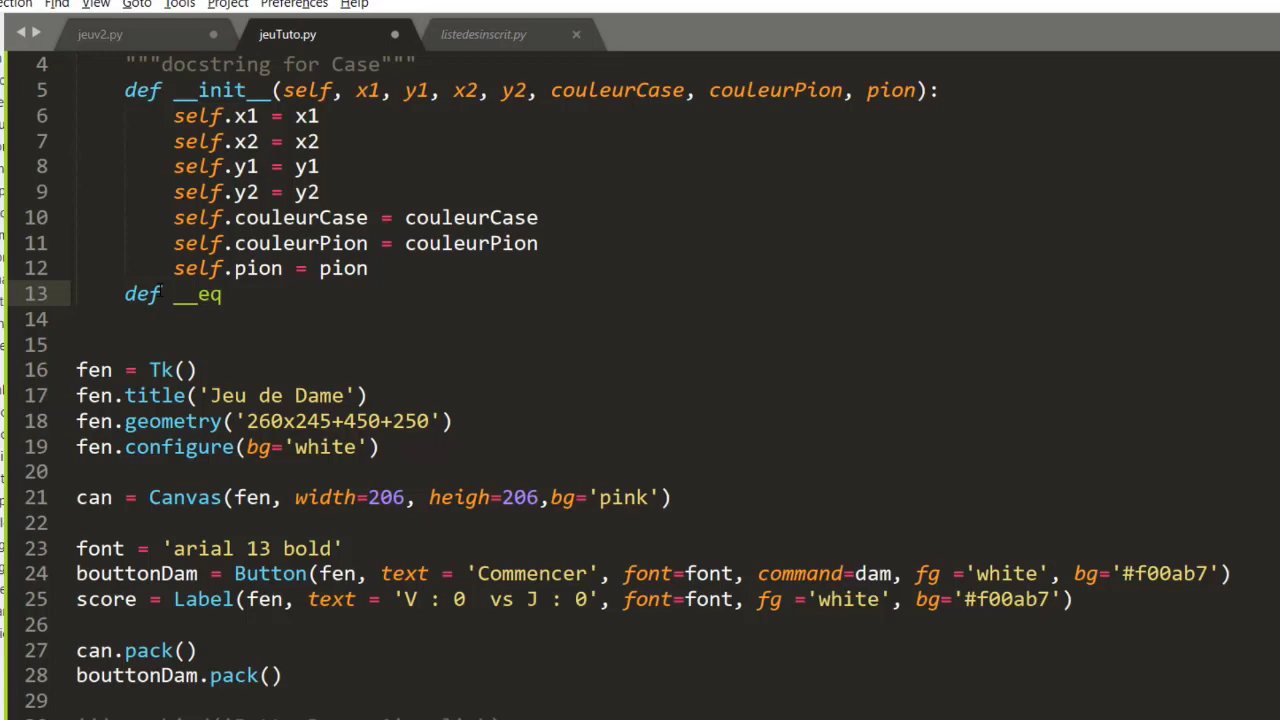 ection Find View Goto Tools Project Preferences Help
jeuv2.py jeuTuto.py listedesinscrit.py
4 """docstring for Case"""
5 def __init__(self, x1, y1, x2, y2, couleurCase, couleurPion, pion):
6 self.x1 = x1
7 self.x2 = x2
8 self.y1 = y1
9 self.y2 = y2
10 self.couleurCase = couleurCase
11 self.couleurPion = couleurPion
12 self.pion = pion
13 def __eq
14
15
16 fen = Tk()
17 fen.title('Jeu de Dame')
18 fen.geometry('260x245+450+250')
19 fen.configure(bg='white')
20
21 can = Canvas(fen, width=206, heigh=206,bg='pink')
22
23 font = 'arial 13 bold'
24 bouttonDam = Button(fen, text = 'Commencer', font=font, command=dam, fg ='white', bg='#f00ab7')
25 score = Label(fen, text = 'V : 0  vs J : 0', font=font, fg ='white', bg='#f00ab7')
26
27 can.pack()
28 bouttonDam.pack()
29